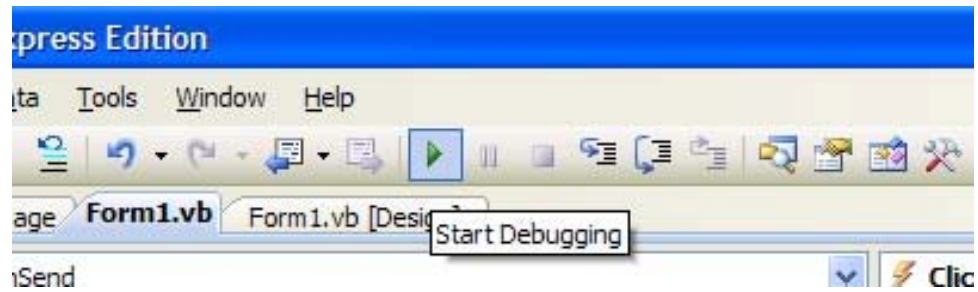 xpress Edition
ata Tools Window Help
age Form1.vb Form1.vb [Desig
Start Debugging
nSend Clic